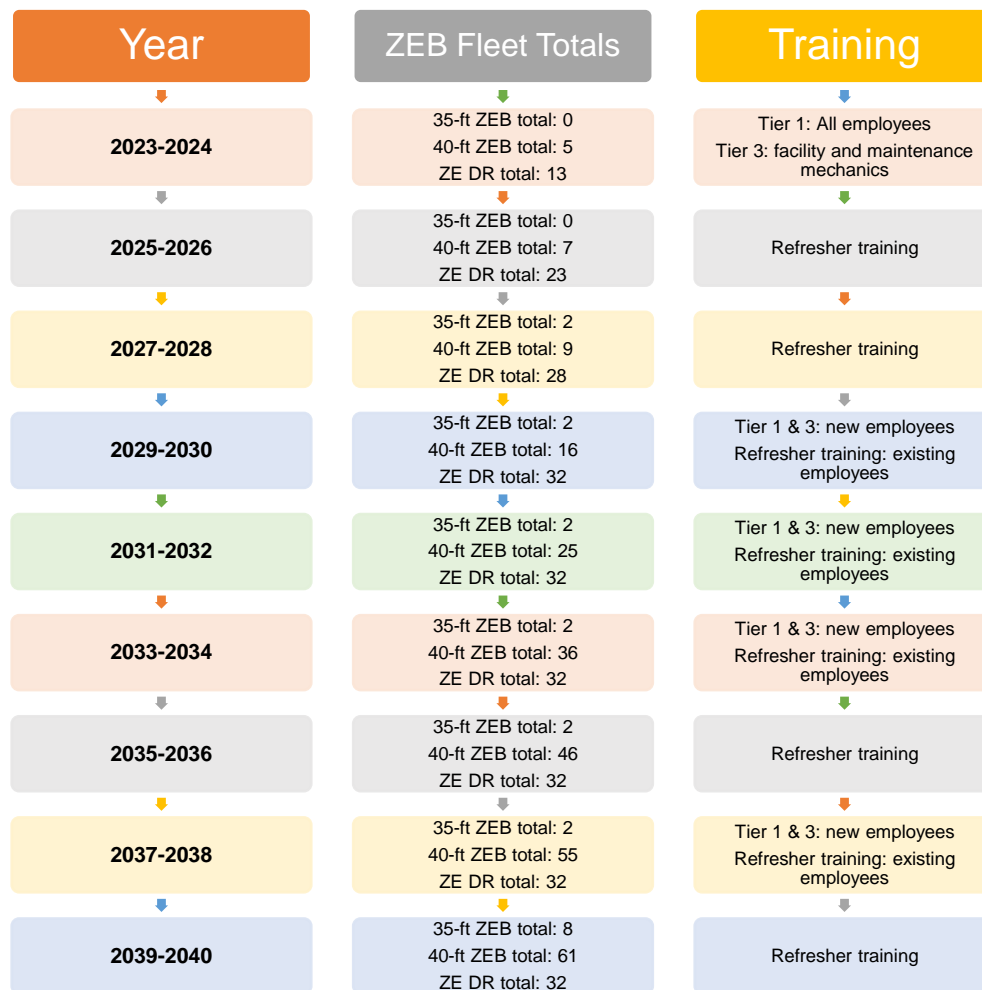 Year
ZEB Fleet Totals
Training
2023-2024
35-ft ZEB total: 0
40-ft ZEB total: 5
ZE DR total: 13
Tier 1: All employees
Tier 3: facility and maintenance
mechanics
2025-2026
35-ft ZEB total: 0
40-ft ZEB total: 7
ZE DR total: 23
Refresher training
2027-2028
35-ft ZEB total: 2
40-ft ZEB total: 9
ZE DR total: 28
Refresher training
2029-2030
35-ft ZEB total: 2
40-ft ZEB total: 16
ZE DR total: 32
Tier 1 & 3: new employees
Refresher training: existing
employees
2031-2032
35-ft ZEB total: 2
40-ft ZEB total: 25
ZE DR total: 32
Tier 1 & 3: new employees
Refresher training: existing
employees
2033-2034
35-ft ZEB total: 2
40-ft ZEB total: 36
ZE DR total: 32
Tier 1 & 3: new employees
Refresher training: existing
employees
2035-2036
35-ft ZEB total: 2
40-ft ZEB total: 46
ZE DR total: 32
Refresher training
2037-2038
35-ft ZEB total: 2
40-ft ZEB total: 55
ZE DR total: 32
Tier 1 & 3: new employees
Refresher training: existing
employees
2039-2040
35-ft ZEB total: 8
40-ft ZEB total: 61
ZE DR total: 32
Refresher training